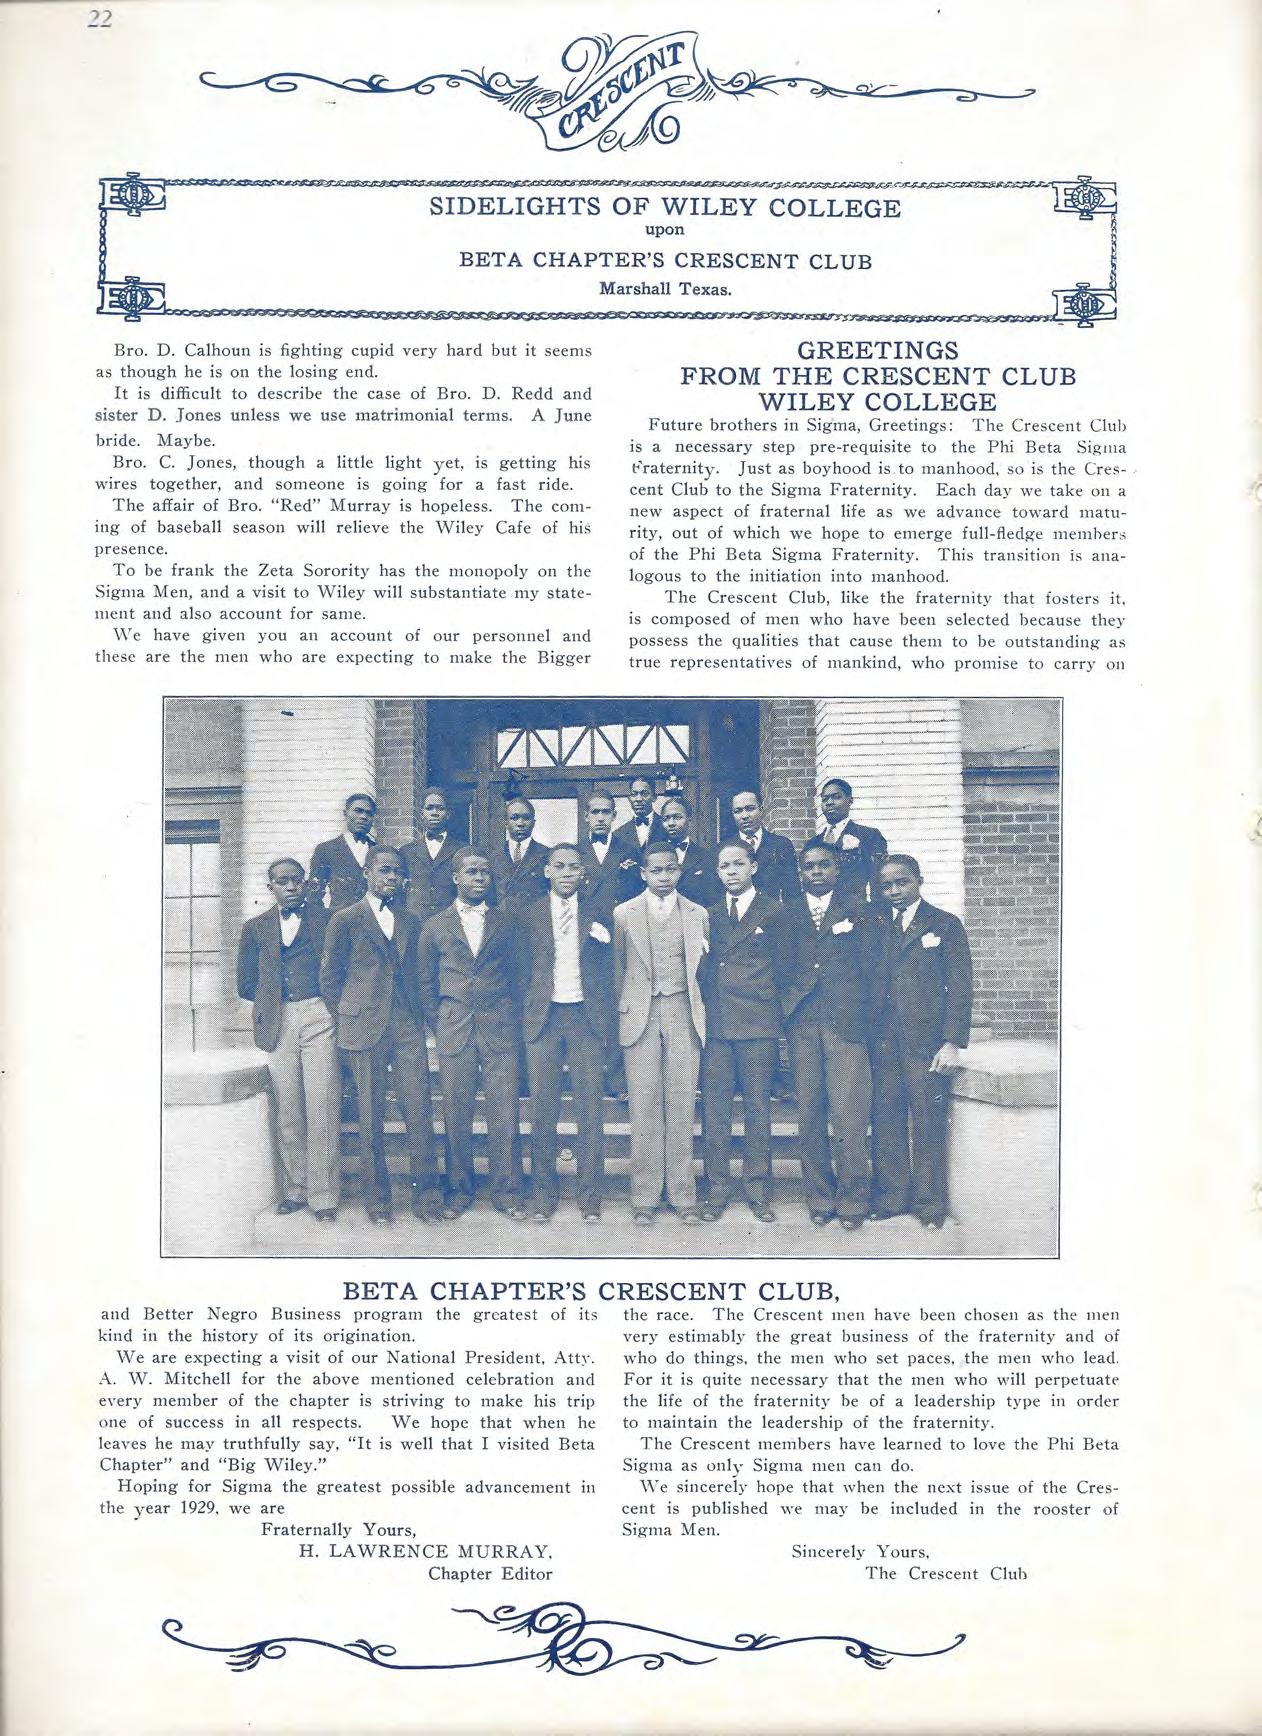 22
CRESCENT
SIDELIGHTS OF WILEY COLLEGE
upon
BETA CHAPTER'S CRESCENT CLUB
Marshall Texas.
Bro. D. Calhoun is fighting cupid very hard but it seems
as though he is on the losing end.
It is difficult to describe the case of Bro. D. Redd and
sister D. Jones unless we use matrimonial terms. A June
bride. Maybe.
Bro. C. Jones, though a little light yet, is getting his
wires together, and someone is going for a fast ride.
The affair of Bro. "Red" Murray is hopeless. The com-
ing of baseball season will relieve the Wiley Cafe of his
presence.
To be frank the Zeta Sorority has the monopoly on the
Sigma Men, and a visit to Wiley will substantiate my state-
ment and also account for same.
We have given you an account of our personnel and
these are the men who are expecting to make the Bigger
GREETINGS
FROM THE CRESCENT CLUB
WILEY COLLEGE
Future brothers in Sigma, Greetings: The Crescent Club
is a necessary step pre-requisite to the Phi Beta Sigma
Fraternity. Just as boyhood is to manhood, so is the Cres-
cent Club to the Sigma Fraternity. Each day we take on a
new aspect of fraternal life as we advance toward matu-
rity, out of which we hope to emerge full-fledge members
of the Phi Beta Sigma Fraternity. This transition is ana-
logous to the initiation into manhood.
The Crescent Club, like the fraternity that fosters it,
is composed of men who have been selected because they
possess the qualities that cause them to be outstanding as
true representatives of mankind, who promise to carry on
BETA CHAPTER'S CRESCENT CLUB,
and Better Negro Business program the greatest of its
kind in the history of its origination.
We are expecting a visit of our National President, Atty.
A. W. Mitchell for the above mentioned celebration and
every member of the chapter is striving to make his trip
one of success in all respects. We hope that when he
leaves he may truthfully say, "It is well that I visited Beta
Chapter" and "Big Wiley."
Hoping for Sigma the greatest possible advancement in
the year 1929, we are
Fraternally Yours,
H. LAWRENCE MURRAY,
Chapter Editor
the race. The Crescent men have been chosen as the men
very estimably the great business of the fraternity and of
who do things, the men who set paces, the men who lead.
For it is quite necessary that the men who will perpetuate
the life of the fraternity be of a leadership type in order
to maintain the leadership of the fraternity.
The Crescent members have learned to love the Phi Beta
Sigma as only Sigma men can do.
We sincerely hope that when the next issue of the Cres-
cent is published we may be included in the rooster of
Sigma Men.
Sincerely Yours,
The Crescent Club